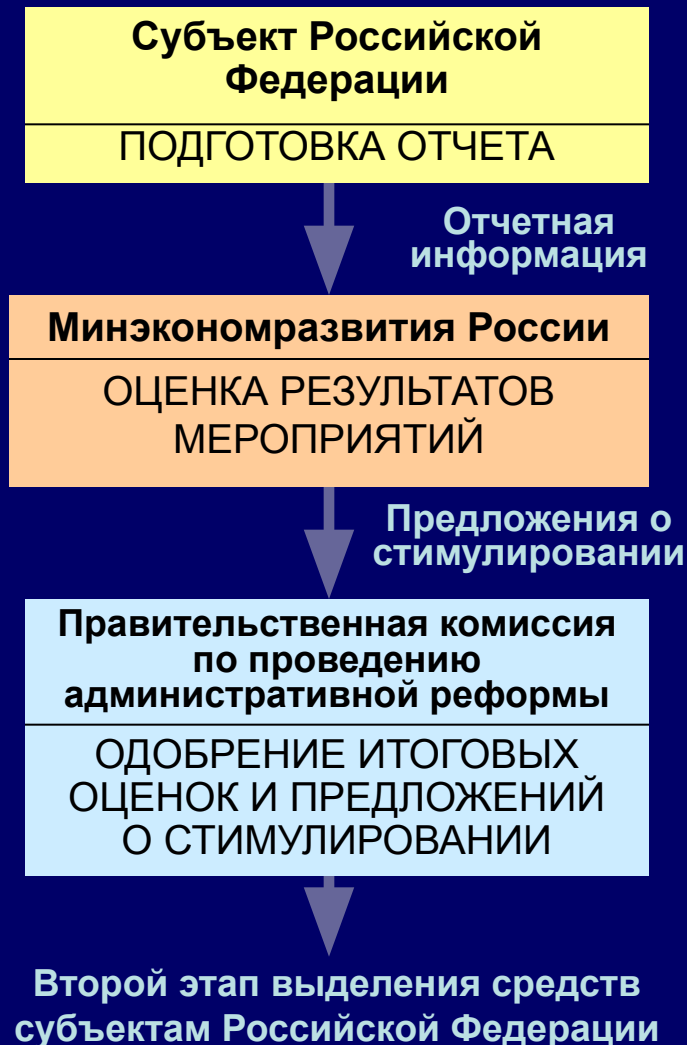 Субъект Российской
Федерации
ПОДГОТОВКА ОТЧЕТА
Отчетная
информация
Минэкономразвития России
ОЦЕНКА РЕЗУЛЬТАТОВ
МЕРОПРИЯТИЙ
Предложения о
стимулировании
Правительственная комиссия
по проведению
административной реформы
ОДОБРЕНИЕ ИТОГОВЫХ
ОЦЕНОК И ПРЕДЛОЖЕНИЙ
О СТИМУЛИРОВАНИИ
Второй этап выделения средств
субъектам Российской Федерации